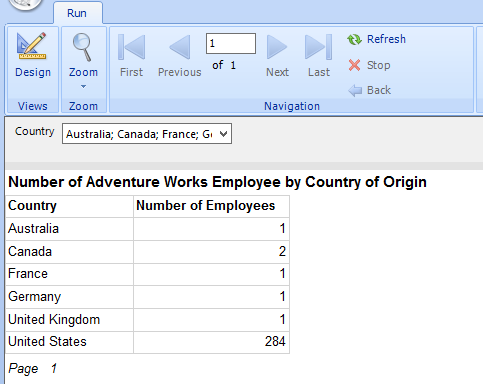 Run
Design
Zoom
First
Previous
1
of 1
Next
Last
Refresh
Stop
Back
Views
Zoom
Navigation
Country Australia; Canada; France; Ge
Number of Adventure Works Employee by Country of Origin
Country Number of Employees
Australia 1
Canada 2
France 1
Germany 1
United Kingdom 1
United States 284
Page 1